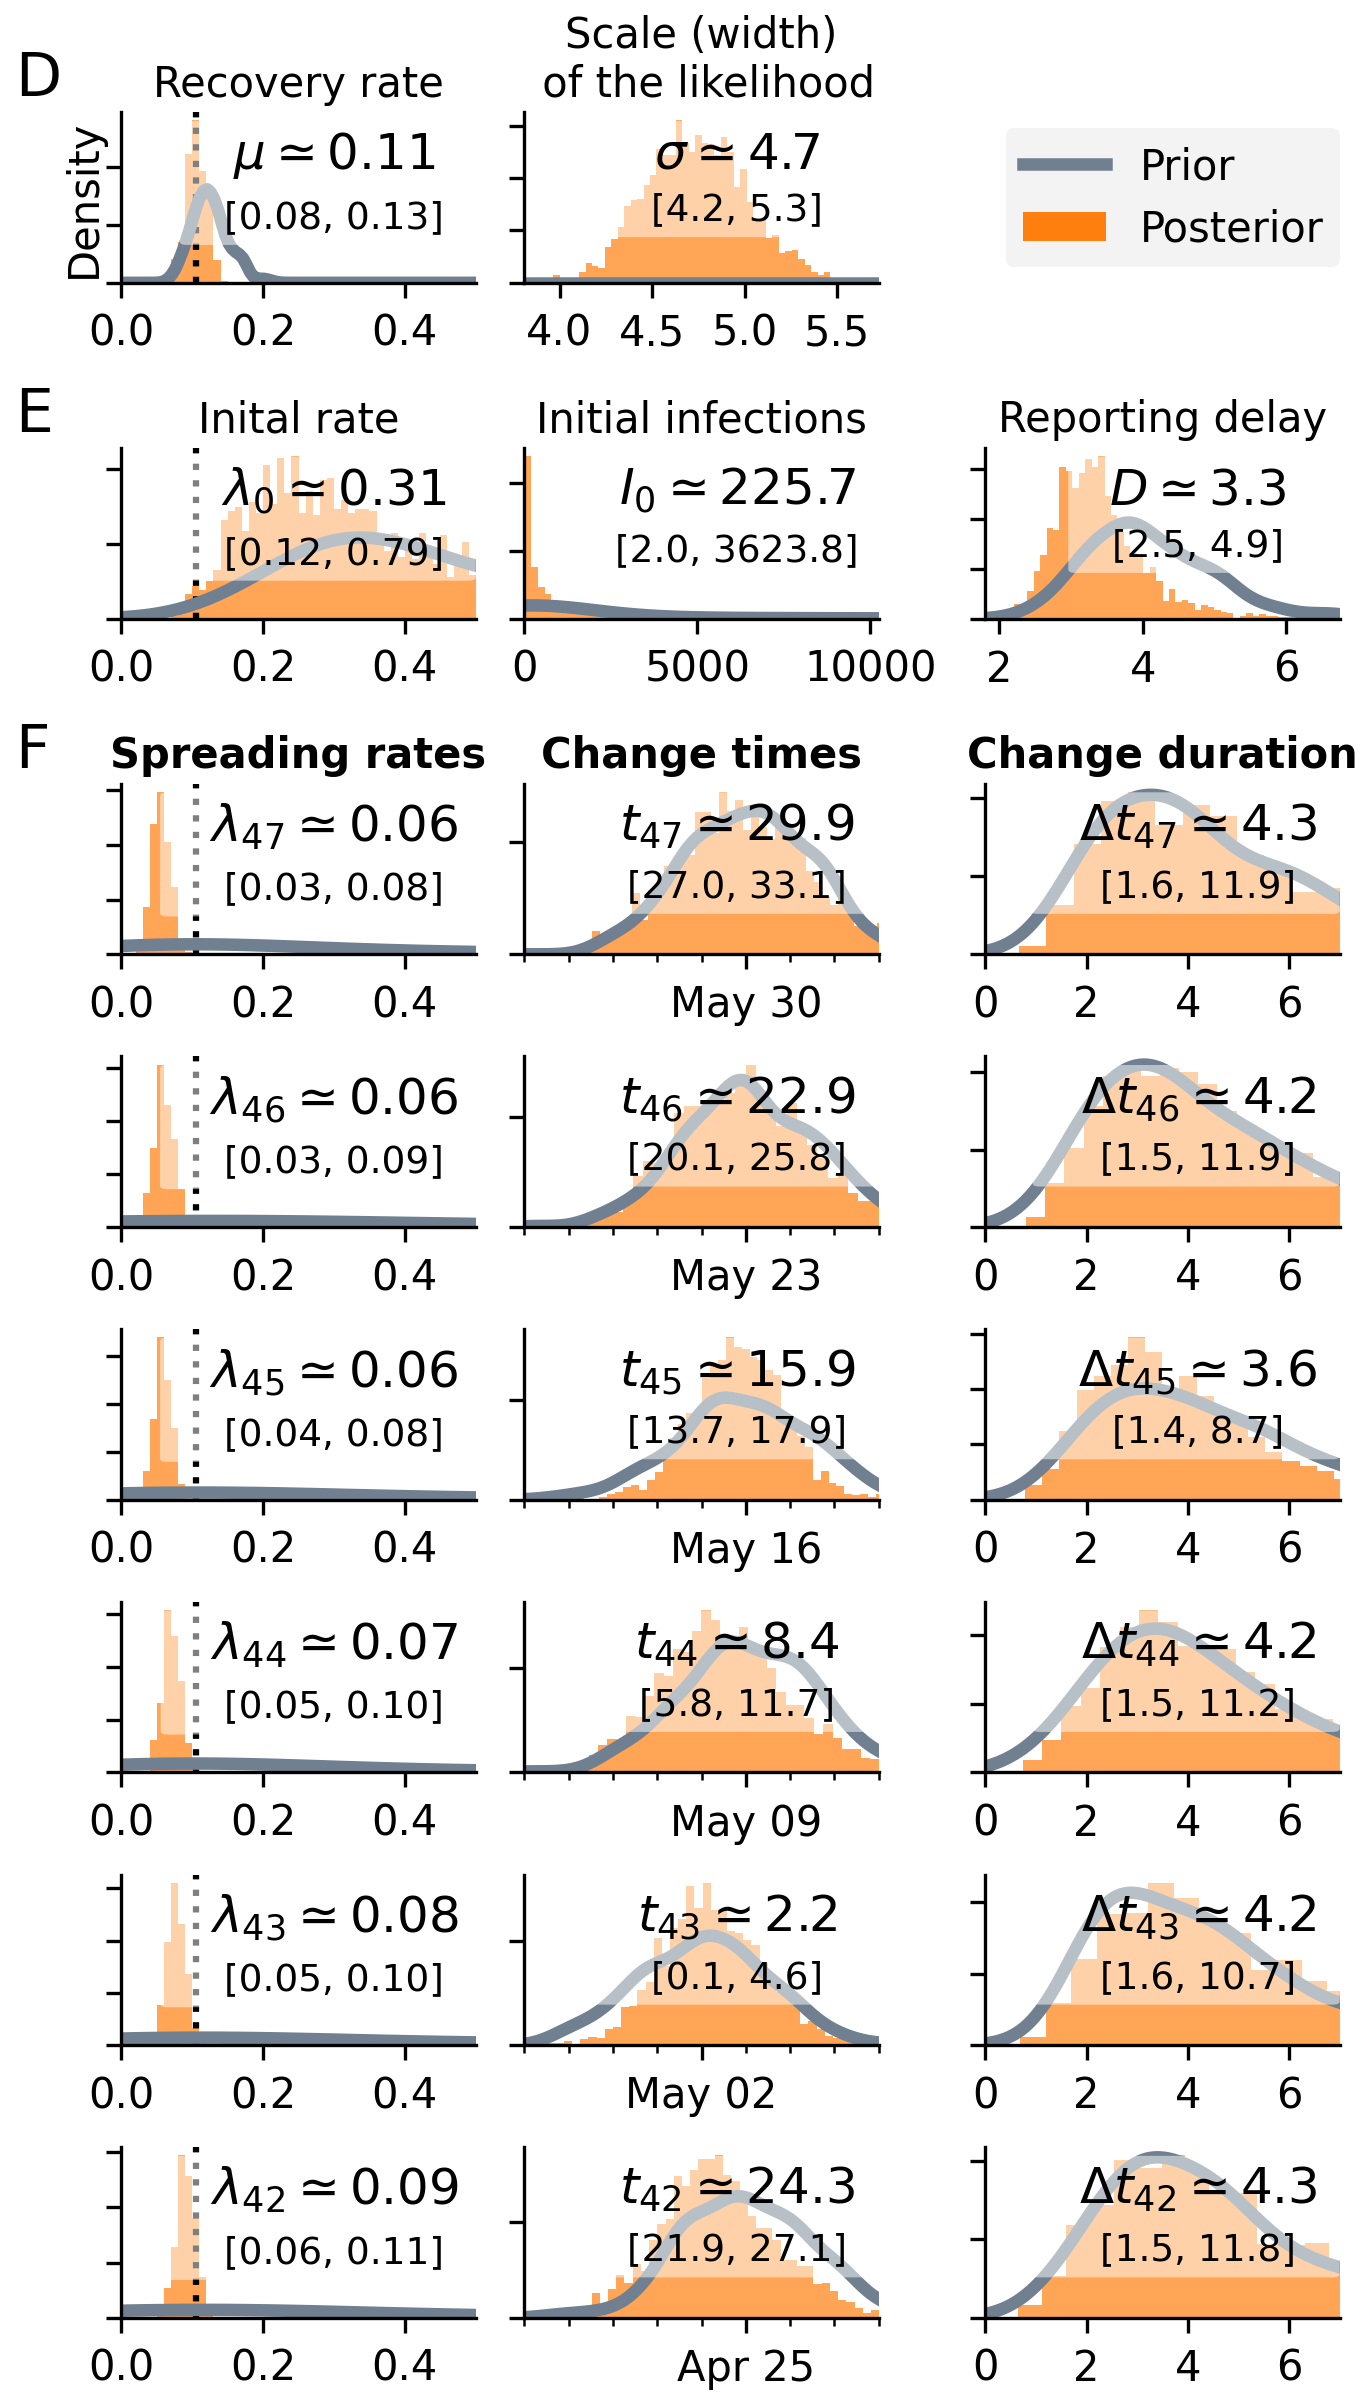 D
Recovery rate
Density
μ ≃ 0.11
[0.08, 0.13]
0.0 0.2 0.4
Scale (width)
of the likelihood
σ ≃ 4.7
[4.2, 5.3]
4.0 4.5 5.0 5.5
Prior
Posterior
E
Inital rate
λ₀ ≃ 0.31
[0.12, 0.79]
0.0 0.2 0.4
Initial infections
I₀ ≃ 225.7
[2.0, 3623.8]
0 5000 10000
Reporting delay
D ≃ 3.3
[2.5, 4.9]
2 4 6
F
Spreading rates Change times Change duration
λ₄₇ ≃ 0.06
[0.03, 0.08]
0.0 0.2 0.4
t₄₇ ≃ 29.9
[27.0, 33.1]
May 30
Δt₄₇ ≃ 4.3
[1.6, 11.9]
0 2 4 6
λ₄₆ ≃ 0.06
[0.03, 0.09]
0.0 0.2 0.4
t₄₆ ≃ 22.9
[20.1, 25.8]
May 23
Δt₄₆ ≃ 4.2
[1.5, 11.9]
0 2 4 6
λ₄₅ ≃ 0.06
[0.04, 0.08]
0.0 0.2 0.4
t₄₅ ≃ 15.9
[13.7, 17.9]
May 16
Δt₄₅ ≃ 3.6
[1.4, 8.7]
0 2 4 6
λ₄₄ ≃ 0.07
[0.05, 0.10]
0.0 0.2 0.4
t₄₄ ≃ 8.4
[5.8, 11.7]
May 09
Δt₄₄ ≃ 4.2
[1.5, 11.2]
0 2 4 6
λ₄₃ ≃ 0.08
[0.05, 0.10]
0.0 0.2 0.4
t₄₃ ≃ 2.2
[0.1, 4.6]
May 02
Δt₄₃ ≃ 4.2
[1.6, 10.7]
0 2 4 6
λ₄₂ ≃ 0.09
[0.06, 0.11]
0.0 0.2 0.4
t₄₂ ≃ 24.3
[21.9, 27.1]
Apr 25
Δt₄₂ ≃ 4.3
[1.5, 11.8]
0 2 4 6